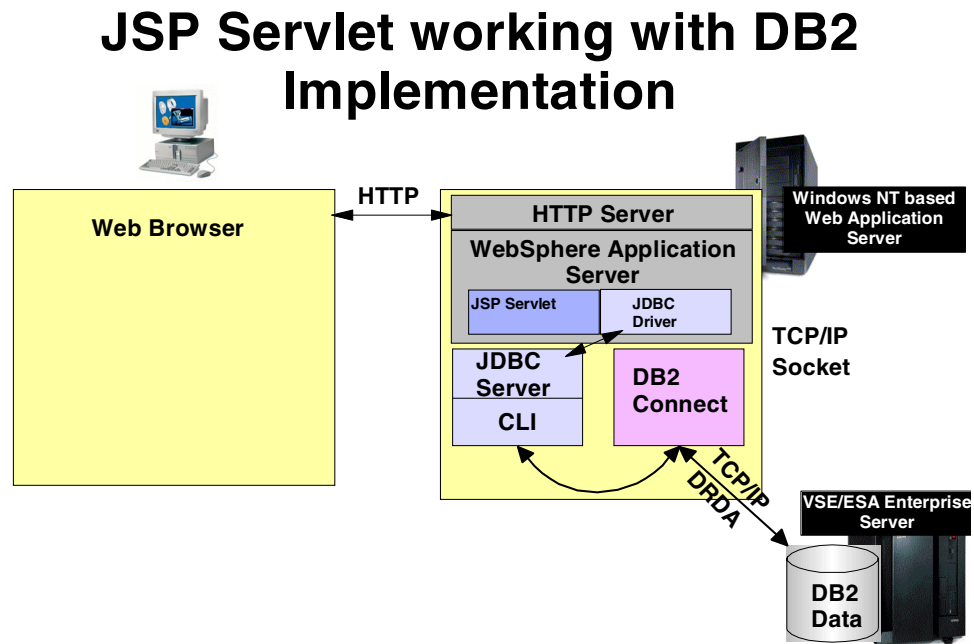 JSP Servlet working with DB2
Implementation
HTTP
Web Browser
HTTP Server
WebSphere Application
Server
JSP Servlet
JDBC
Driver
Windows NT based
Web Application
Server
TCP/IP
Socket
JDBC
Server
CLI
DB2
Connect
TCP/IP
DRDA
VSE/ESA Enterprise
Server
DB2
Data